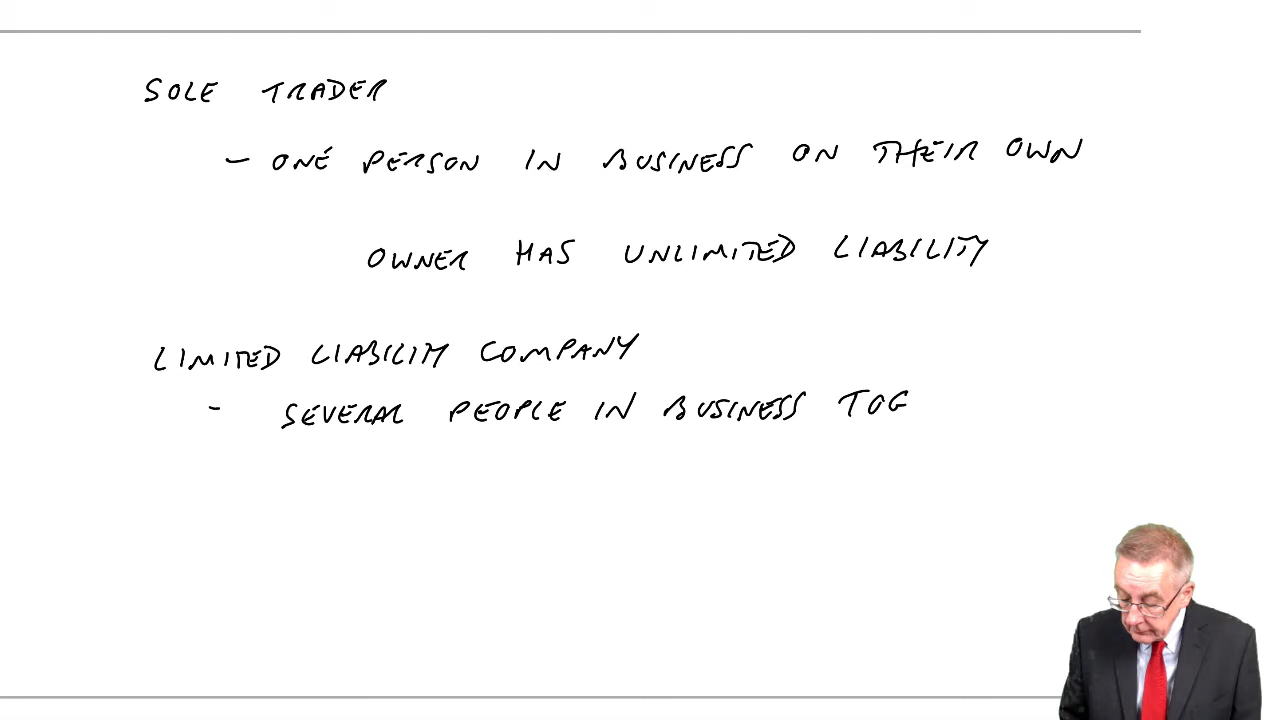 SOLE TRADER
- ONE PERSON IN BUSINESS ON THEIR OWN
OWNER HAS UNLIMITED LIABILITY
LIMITED LIABILITY COMPANY
- SEVERAL PEOPLE IN BUSINESS TOG